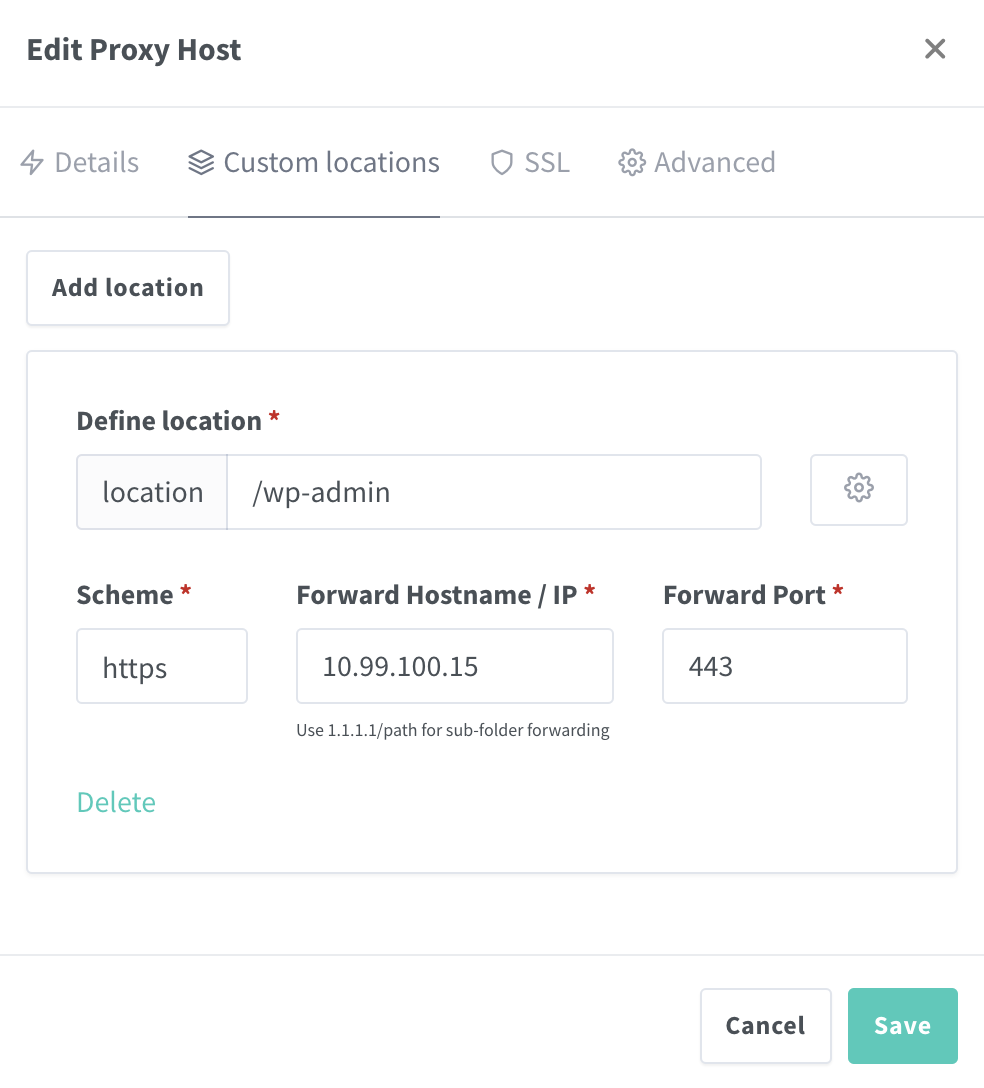 Edit Proxy Host
Details Custom locations SSL Advanced
Add location
Define location *
location /wp-admin
Scheme * Forward Hostname / IP * Forward Port *
https 10.99.100.15 443
Use 1.1.1.1/path for sub-folder forwarding
Delete
Cancel Save